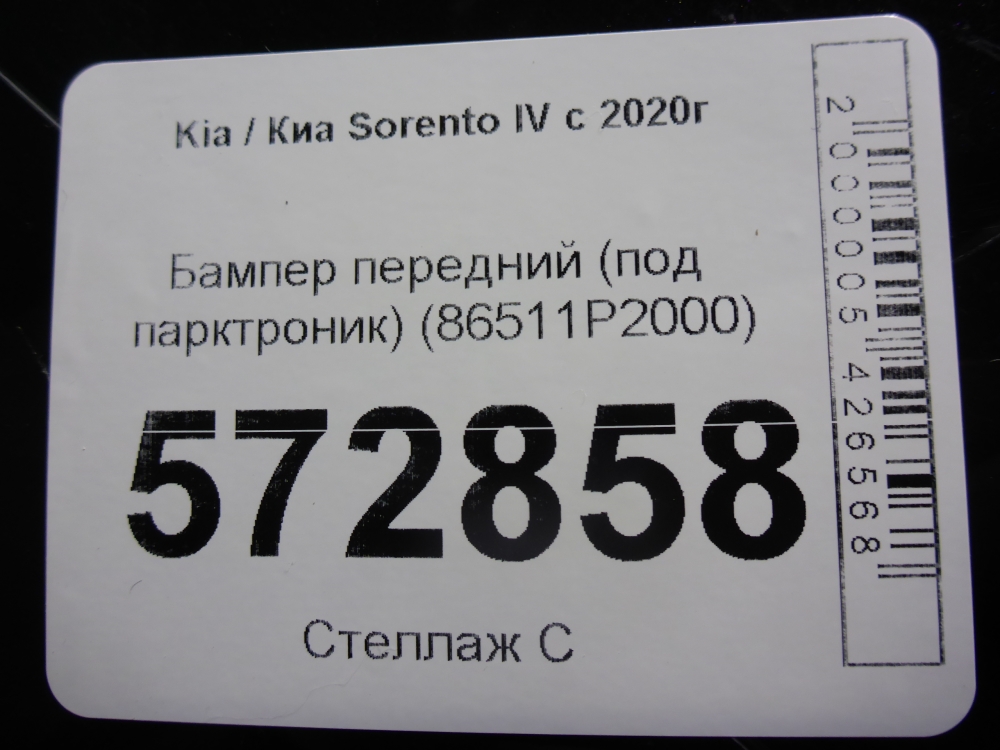 Kia / Киа Sorento IV с 2020г
Бампер передний (под
парктроник) (86511P2000)
572858
Стеллаж С
2000005426568